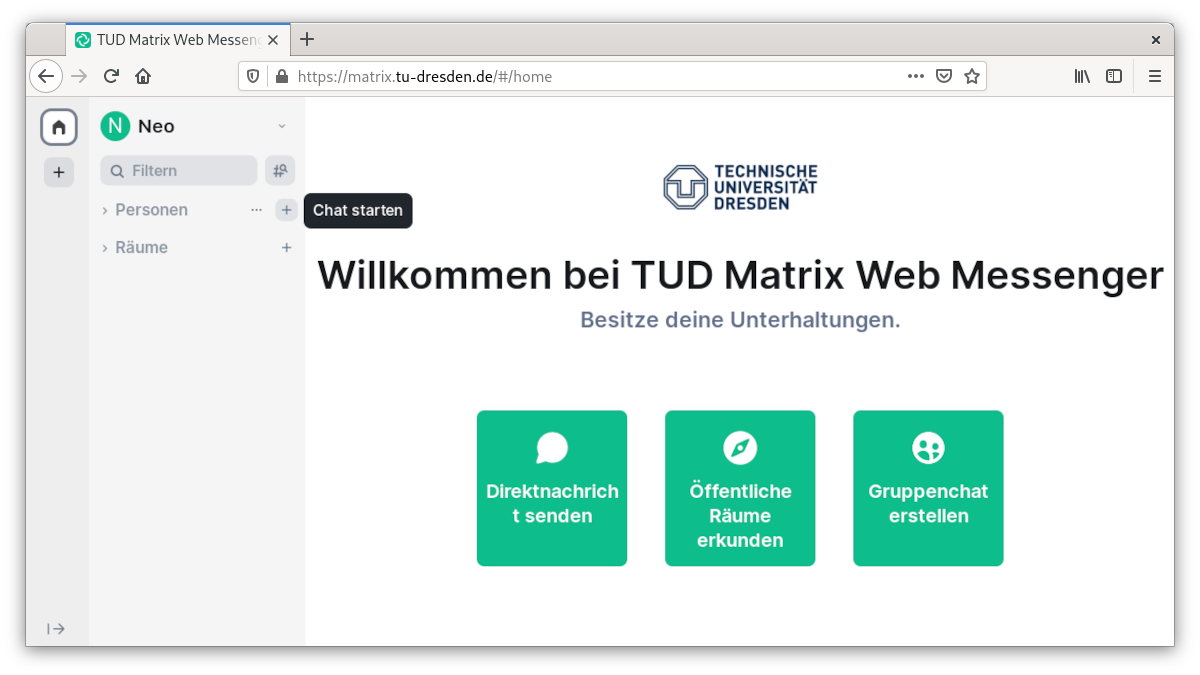 TUD Matrix Web Messeng
https://matrix.tu-dresden.de/#/home
N Neo
Filtern
Personen
Chat starten
Räume
TECHNISCHE
UNIVERSITÄT
DRESDEN
Willkommen bei TUD Matrix Web Messenger
Besitze deine Unterhaltungen.
Direktnachrich
t senden
Öffentliche
Räume
erkunden
Gruppenchat
erstellen